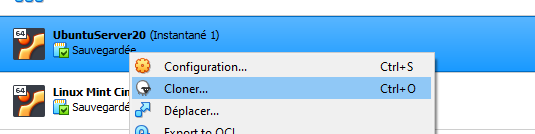 64
UbuntuServer20 (Instantané 1)
Sauvegardée
Configuration... Ctrl+S
Cloner... Ctrl+O
64
Linux Mint Cin
Déplacer...
Sauvegardé
Export to OCI